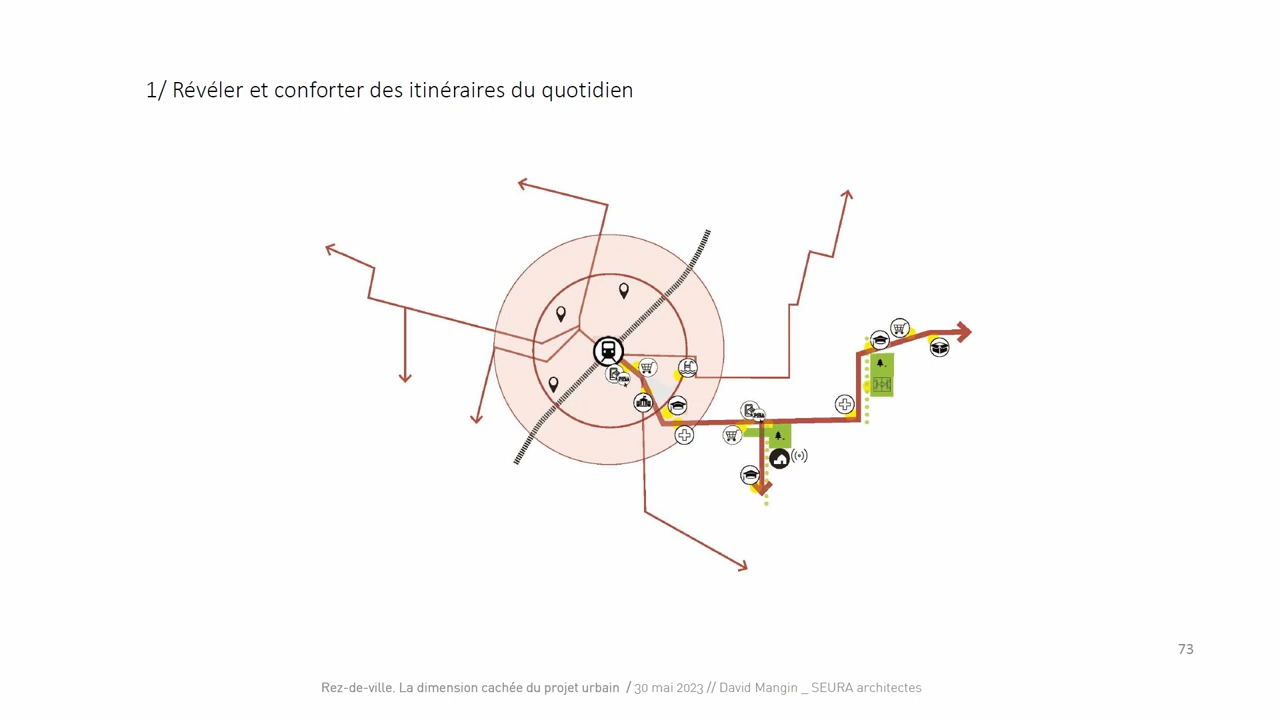 1/ Révéler et conforter des itinéraires du quotidien
73
Rez-de-ville. La dimension cachée du projet urbain / 30 mai 2023 // David Mangin _ SEURA architectes